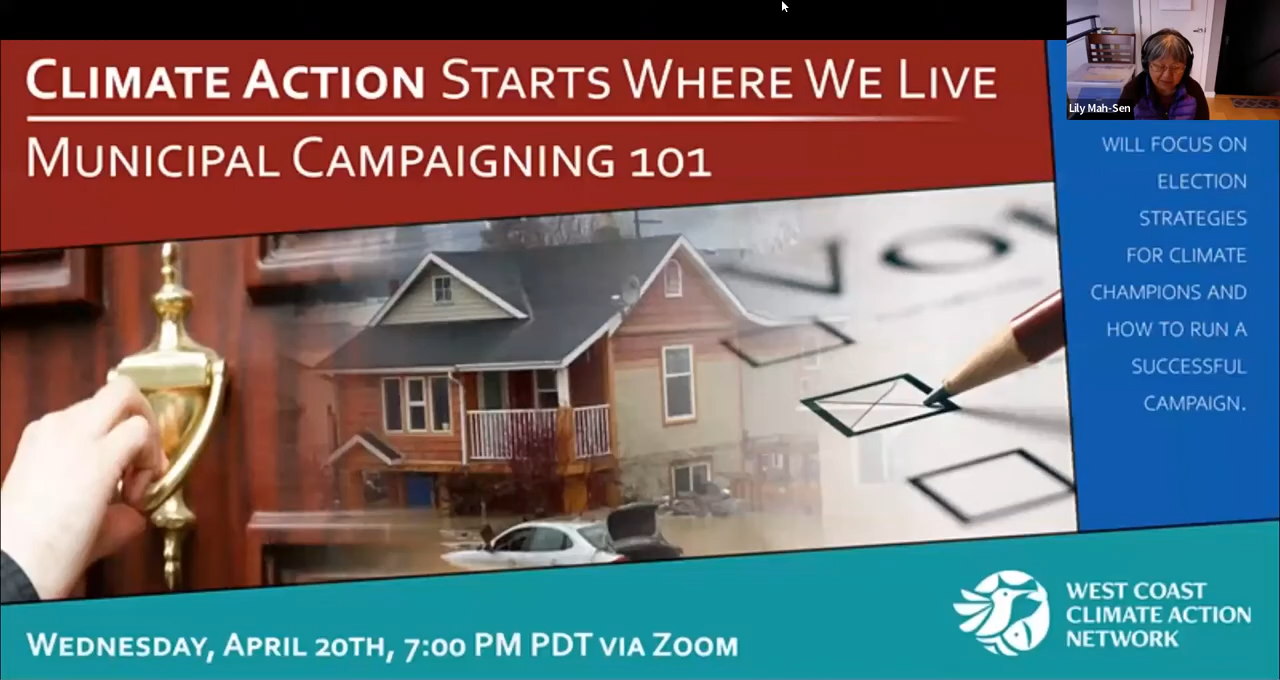 CLIMATE ACTION STARTS WHERE WE LIVE
MUNICIPAL CAMPAIGNING 101
Lily Mah-Sen
WILL FOCUS ON
ELECTION
STRATEGIES
FOR CLIMATE
CHAMPIONS AND
HOW TO RUN A
SUCCESSFUL
CAMPAIGN.
VO
WEDNESDAY, APRIL 20TH, 7:00 PM PDT VIA ZOOM
WEST COAST
CLIMATE ACTION
NETWORK